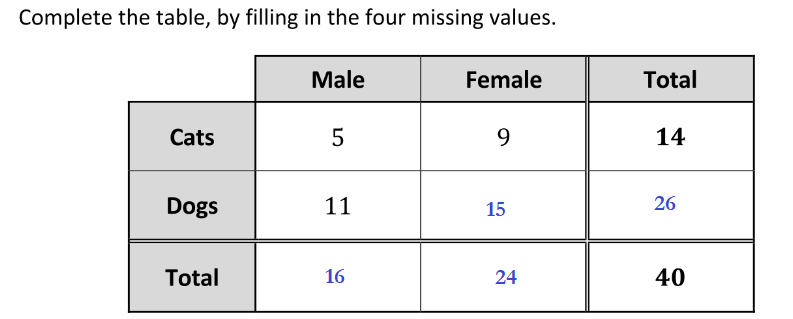 Complete the table, by filling in the four missing values.
Male Female Total
Cats 5 9 14
Dogs 11 15 26
Total 16 24 40